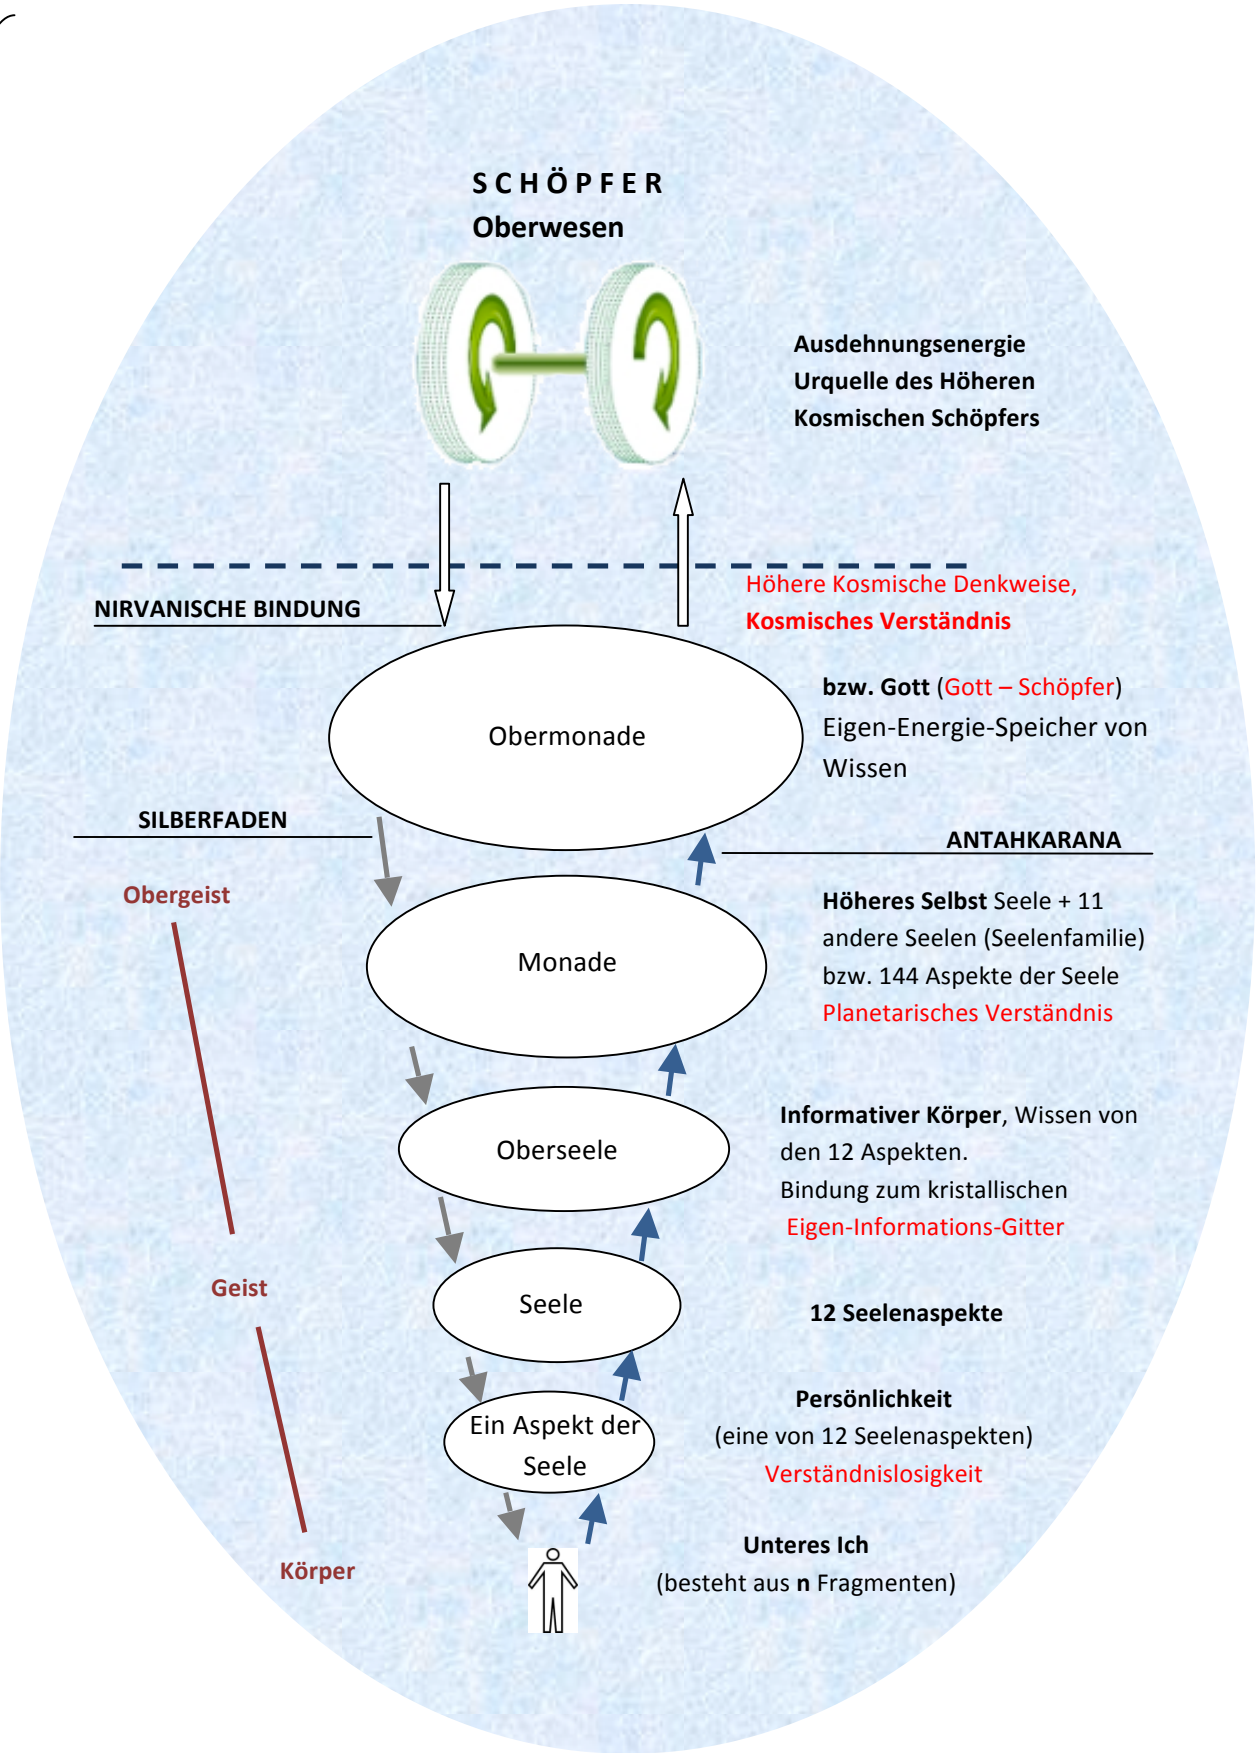 S C H Ö P F E R
Oberwesen
Ausdehnungsenergie
Urquelle des Höheren
Kosmischen Schöpfers
Höhere Kosmische Denkweise,
Kosmisches Verständnis
NIRVANISCHE BINDUNG
bzw. Gott (Gott – Schöpfer)
Eigen-Energie-Speicher von
Wissen
Obermonade
SILBERFADEN
ANTAHKARANA
Obergeist
Höheres Selbst Seele + 11
andere Seelen (Seelenfamilie)
bzw. 144 Aspekte der Seele
Planetarisches Verständnis
Monade
Informativer Körper, Wissen von
den 12 Aspekten.
Bindung zum kristallischen
Eigen-Informations-Gitter
Oberseele
Geist
Seele
12 Seelenaspekte
Persönlichkeit
(eine von 12 Seelenaspekten)
Verständnislosigkeit
Ein Aspekt der
Seele
Unteres Ich
(besteht aus n Fragmenten)
Körper